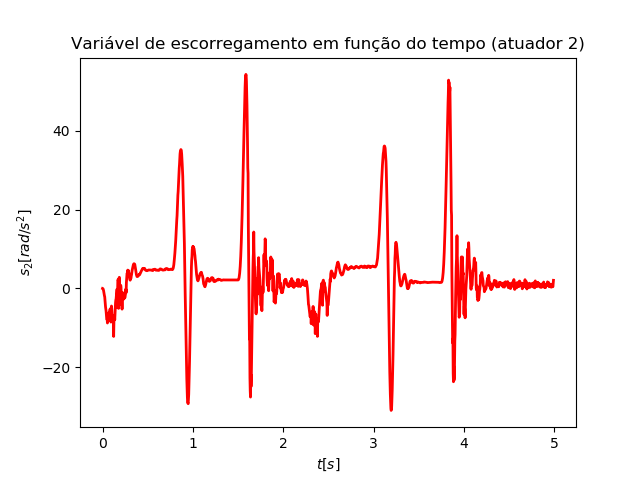 Variável de escorregamento em função do tempo (atuador 2)
40
20
0
−20
s₂[rad/s²]
0 1 2 3 4 5
t[s]